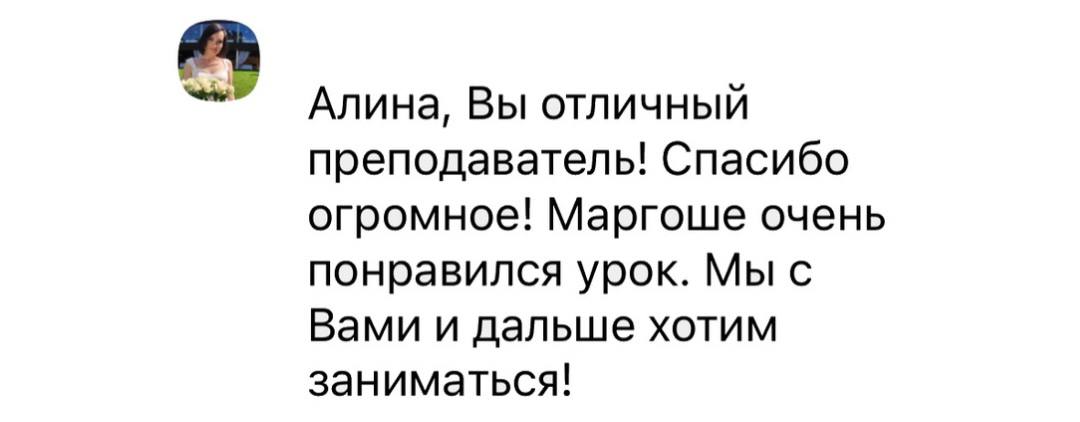 Алина, Вы отличный
преподаватель! Спасибо
огромное! Маргоше очень
понравился урок. Мы с
Вами и дальше хотим
заниматься!